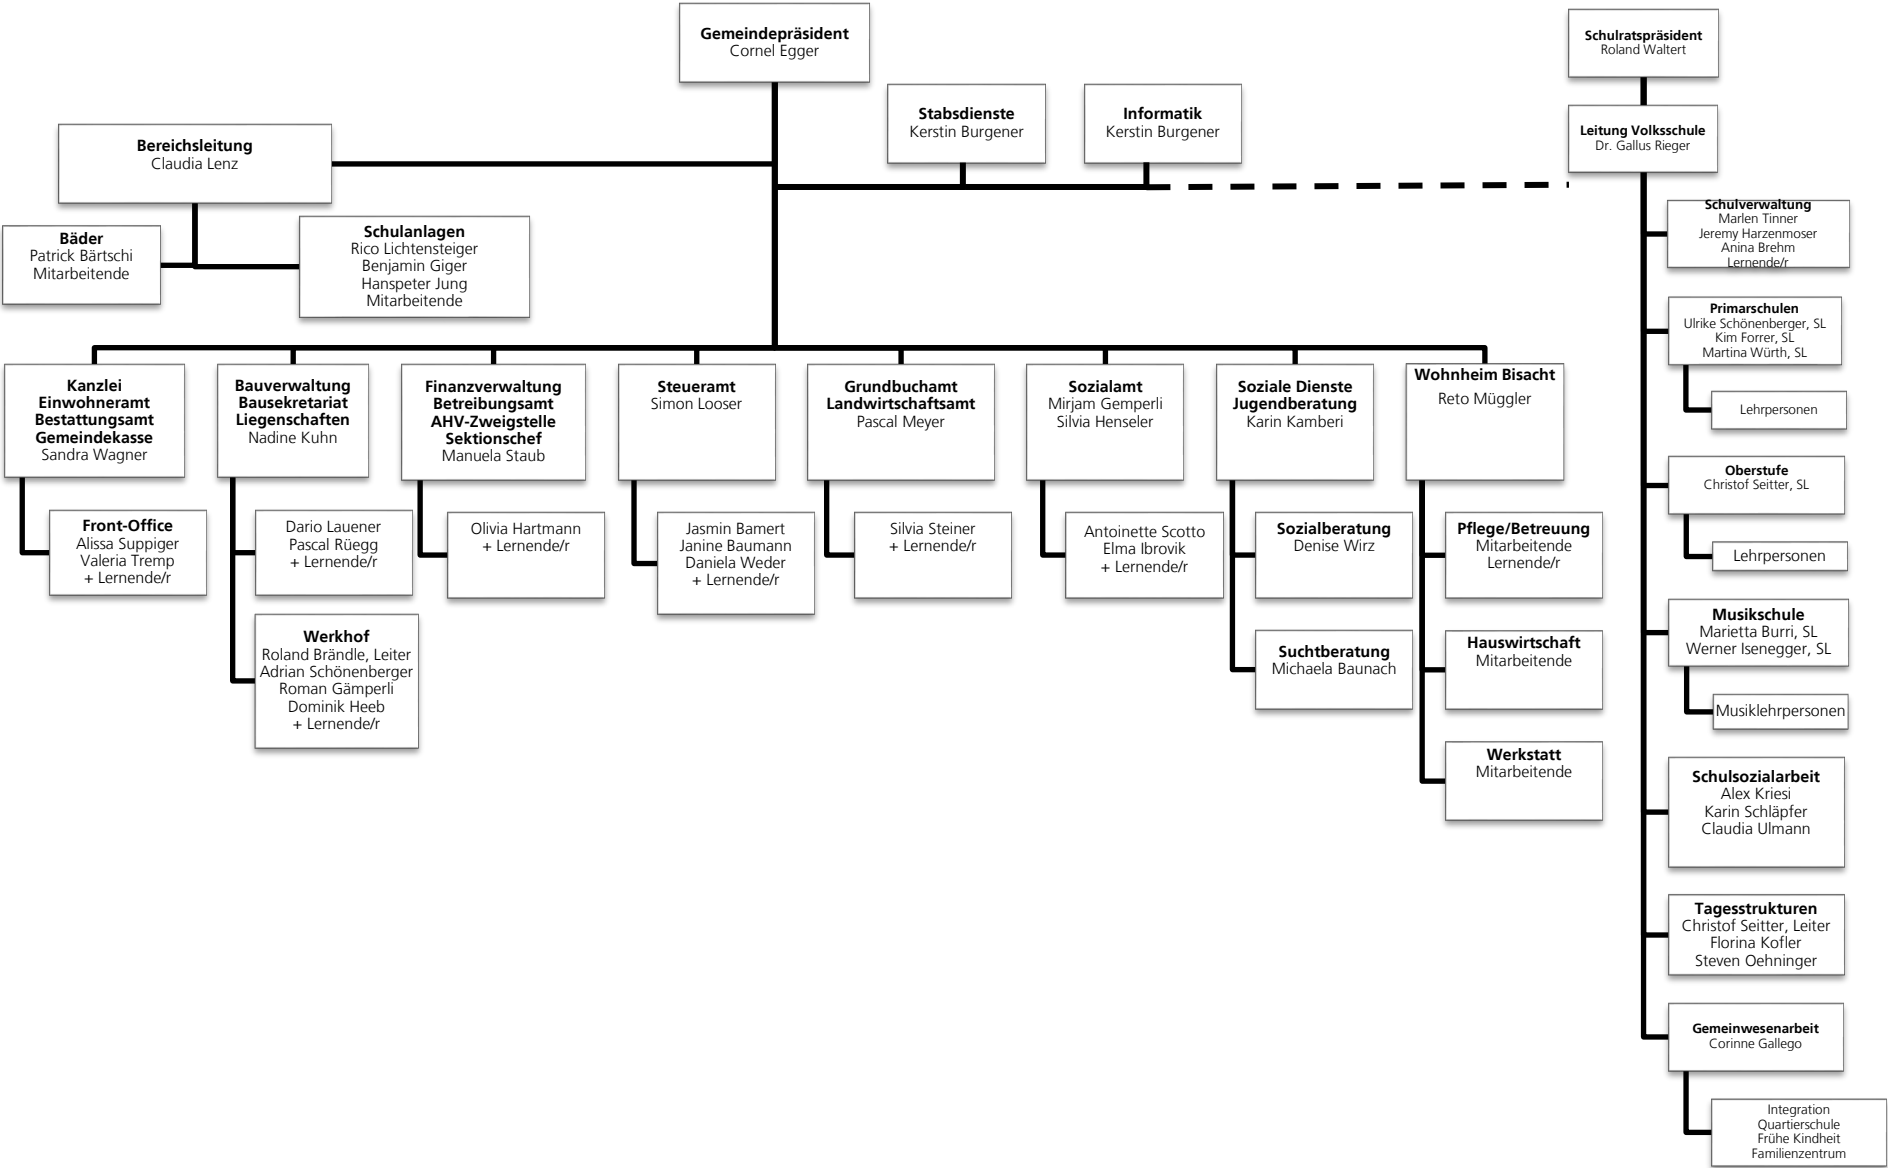 Gemeindepräsident
Cornel Egger
Schulratspräsident
Roland Waltert
Stabsdienste
Kerstin Burgener
Informatik
Kerstin Burgener
Leitung Volksschule
Dr. Gallus Rieger
Bereichsleitung
Claudia Lenz
Bäder
Patrick Bärtschi
Mitarbeitende
Schulanlagen
Rico Lichtensteiger
Benjamin Giger
Hanspeter Jung
Mitarbeitende
Kanzlei
Einwohneramt
Bestattungsamt
Gemeindekasse
Sandra Wagner
Front-Office
Alissa Suppiger
Valeria Tremp
+ Lernende/r
Bauverwaltung
Bausekretariat
Liegenschaften
Nadine Kuhn
Dario Lauener
Pascal Rüegg
+ Lernende/r
Werkhof
Roland Brändle, Leiter
Adrian Schönenberger
Roman Gämperli
Dominik Heeb
+ Lernende/r
Finanzverwaltung
Betreibungsamt
AHV-Zweigstelle
Sektionschef
Manuela Staub
Olivia Hartmann
+ Lernende/r
Steueramt
Simon Looser
Jasmin Bamert
Janine Baumann
Daniela Weder
+ Lernende/r
Grundbuchamt
Landwirtschaftsamt
Pascal Meyer
Silvia Steiner
+ Lernende/r
Sozialamt
Mirjam Gemperli
Silvia Henseler
Antoinette Scotto
Elma Ibrovik
+ Lernende/r
Soziale Dienste
Jugendberatung
Karin Kamberi
Sozialberatung
Denise Wirz
Suchtberatung
Michaela Baunach
Wohnheim Bisacht
Reto Müggler
Pflege/Betreuung
Mitarbeitende
Lernende/r
Hauswirtschaft
Mitarbeitende
Werkstatt
Mitarbeitende
Schulverwaltung
Marlen Tinner
Jeremy Harzenmoser
Anina Brehm
Lernende/r
Primarschulen
Ulrike Schönenberger, SL
Kim Forrer, SL
Martina Würth, SL
Lehrpersonen
Oberstufe
Christof Seitter, SL
Lehrpersonen
Musikschule
Marietta Burri, SL
Werner Isenegger, SL
Musiklehrpersonen
Schulsozialarbeit
Alex Kriesi
Karin Schläpfer
Claudia Ulmann
Tagesstrukturen
Christof Seitter, Leiter
Florina Kofler
Steven Oehninger
Gemeinwesenarbeit
Corinne Gallego
Integration
Quartierschule
Frühe Kindheit
Familienzentrum